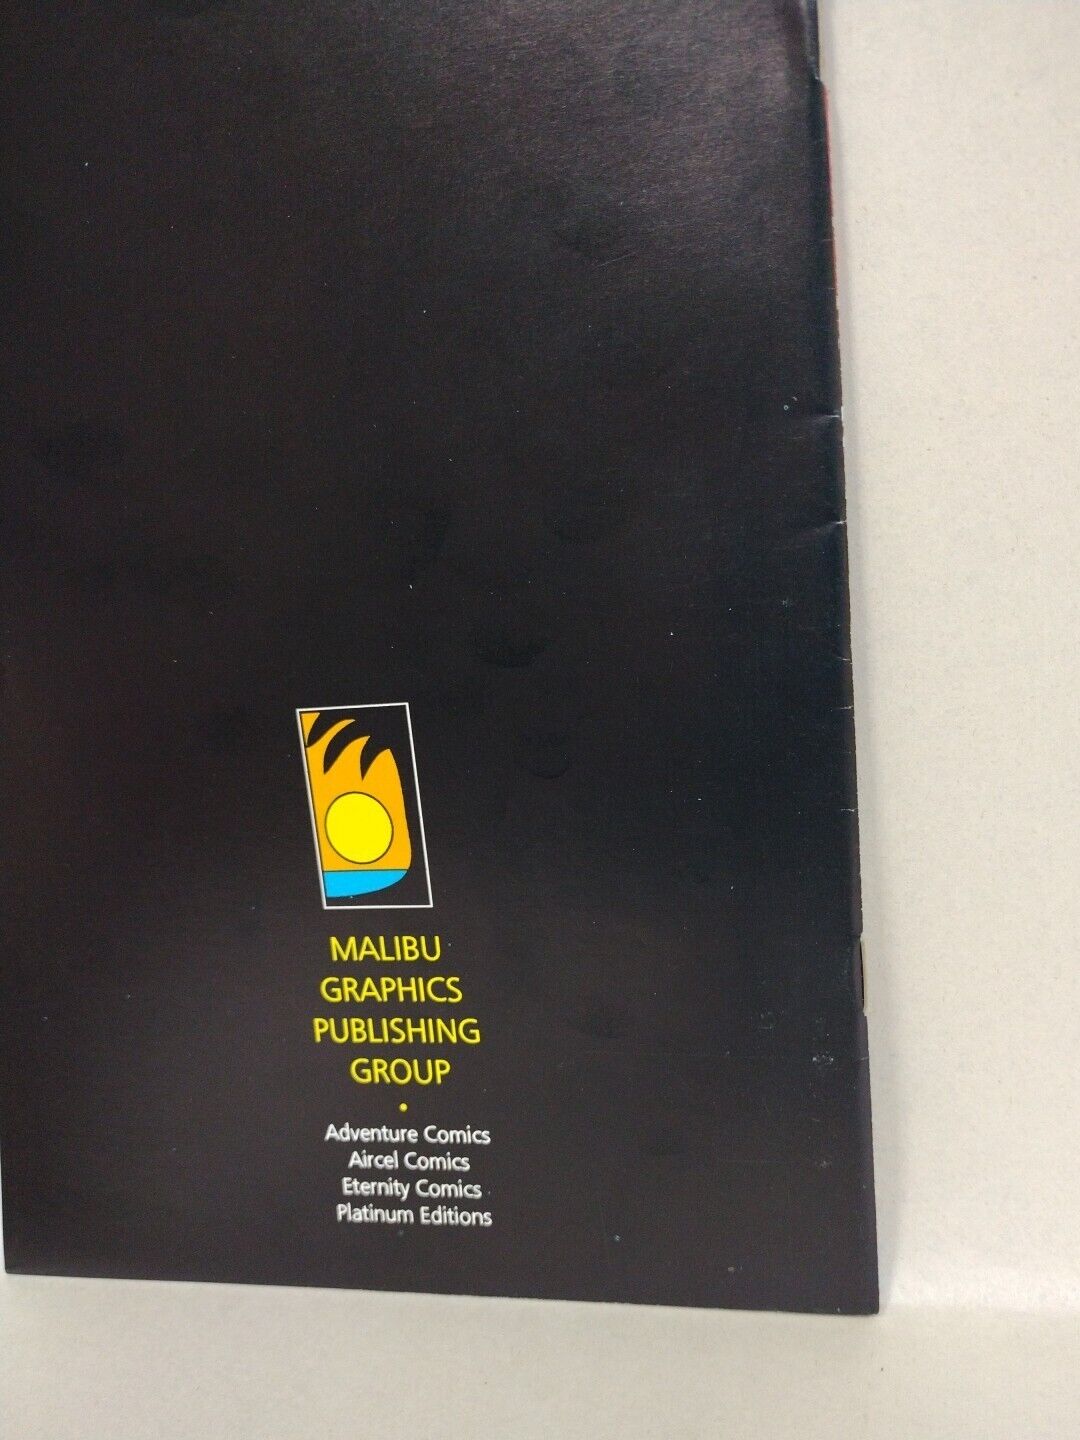 MALIBU
GRAPHICS
PUBLISHING
GROUP
•
Adventure Comics
Aircel Comics
Eternity Comics
Platinum Editions